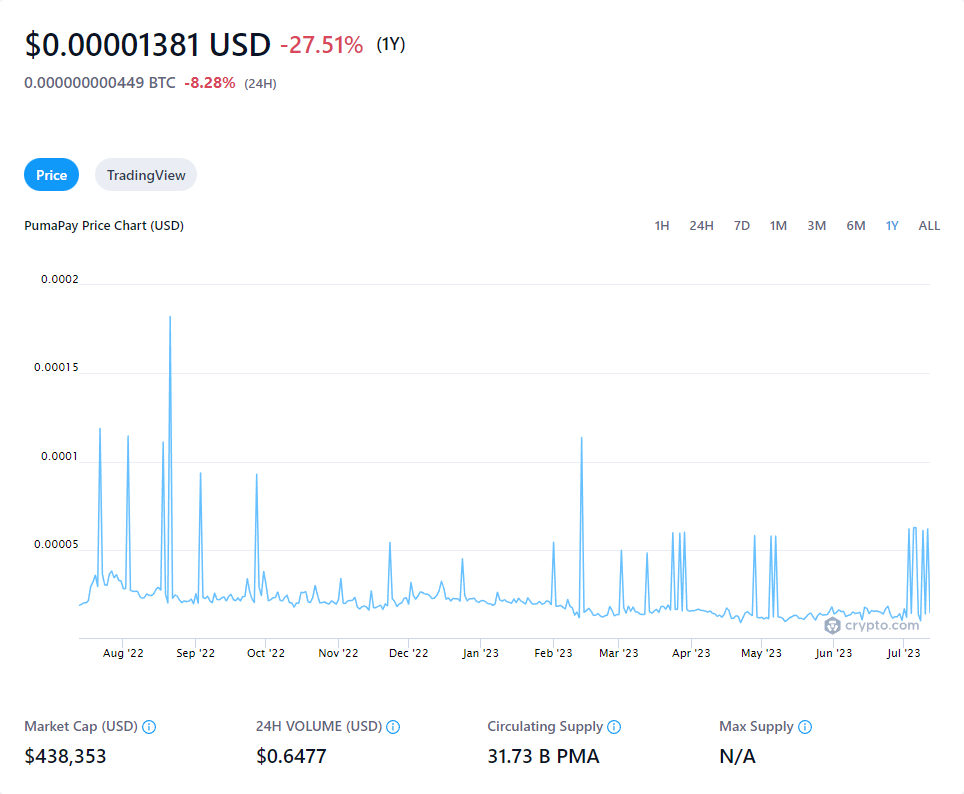 $0.00001381 USD -27.51% (1Y)
0.000000000449 BTC -8.28% (24H)
Price TradingView
PumaPay Price Chart (USD) 1H 24H 7D 1M 3M 6M 1Y ALL
0.0002
0.00015
0.0001
0.00005
crypto.com
Aug '22 Sep '22 Oct '22 Nov '22 Dec '22 Jan '23 Feb '23 Mar '23 Apr '23 May '23 Jun '23 Jul '23
Market Cap (USD) 24H VOLUME (USD) Circulating Supply Max Supply
$438,353 $0.6477 31.73 B PMA N/A